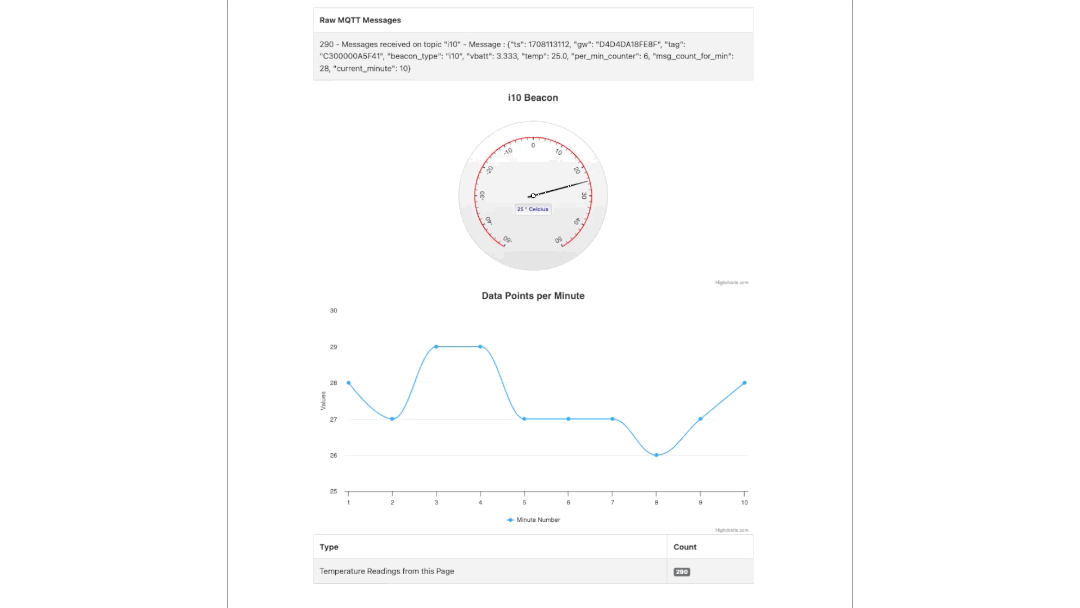 Raw MQTT Messages
290 - Messages received on topic "i10" - Message : {"ts": 1708113112, "gw": "D4D4DA18FE8F", "tag":
"C300000A5F41", "beacon_type": "i10", "vbatt": 3.333, "temp": 25.0, "per_min_counter": 6, "msg_count_for_min":
28, "current_minute": 10}
i10 Beacon
-50
-40
-30
-20
-10
0
10
20
30
40
50
25 ° Celcius
Highcharts.com
Data Points per Minute
30
29
28
27
26
25
Values
1 2 3 4 5 6 7 8 9 10
Minute Number
Highcharts.com
Type Count
Temperature Readings from this Page 290